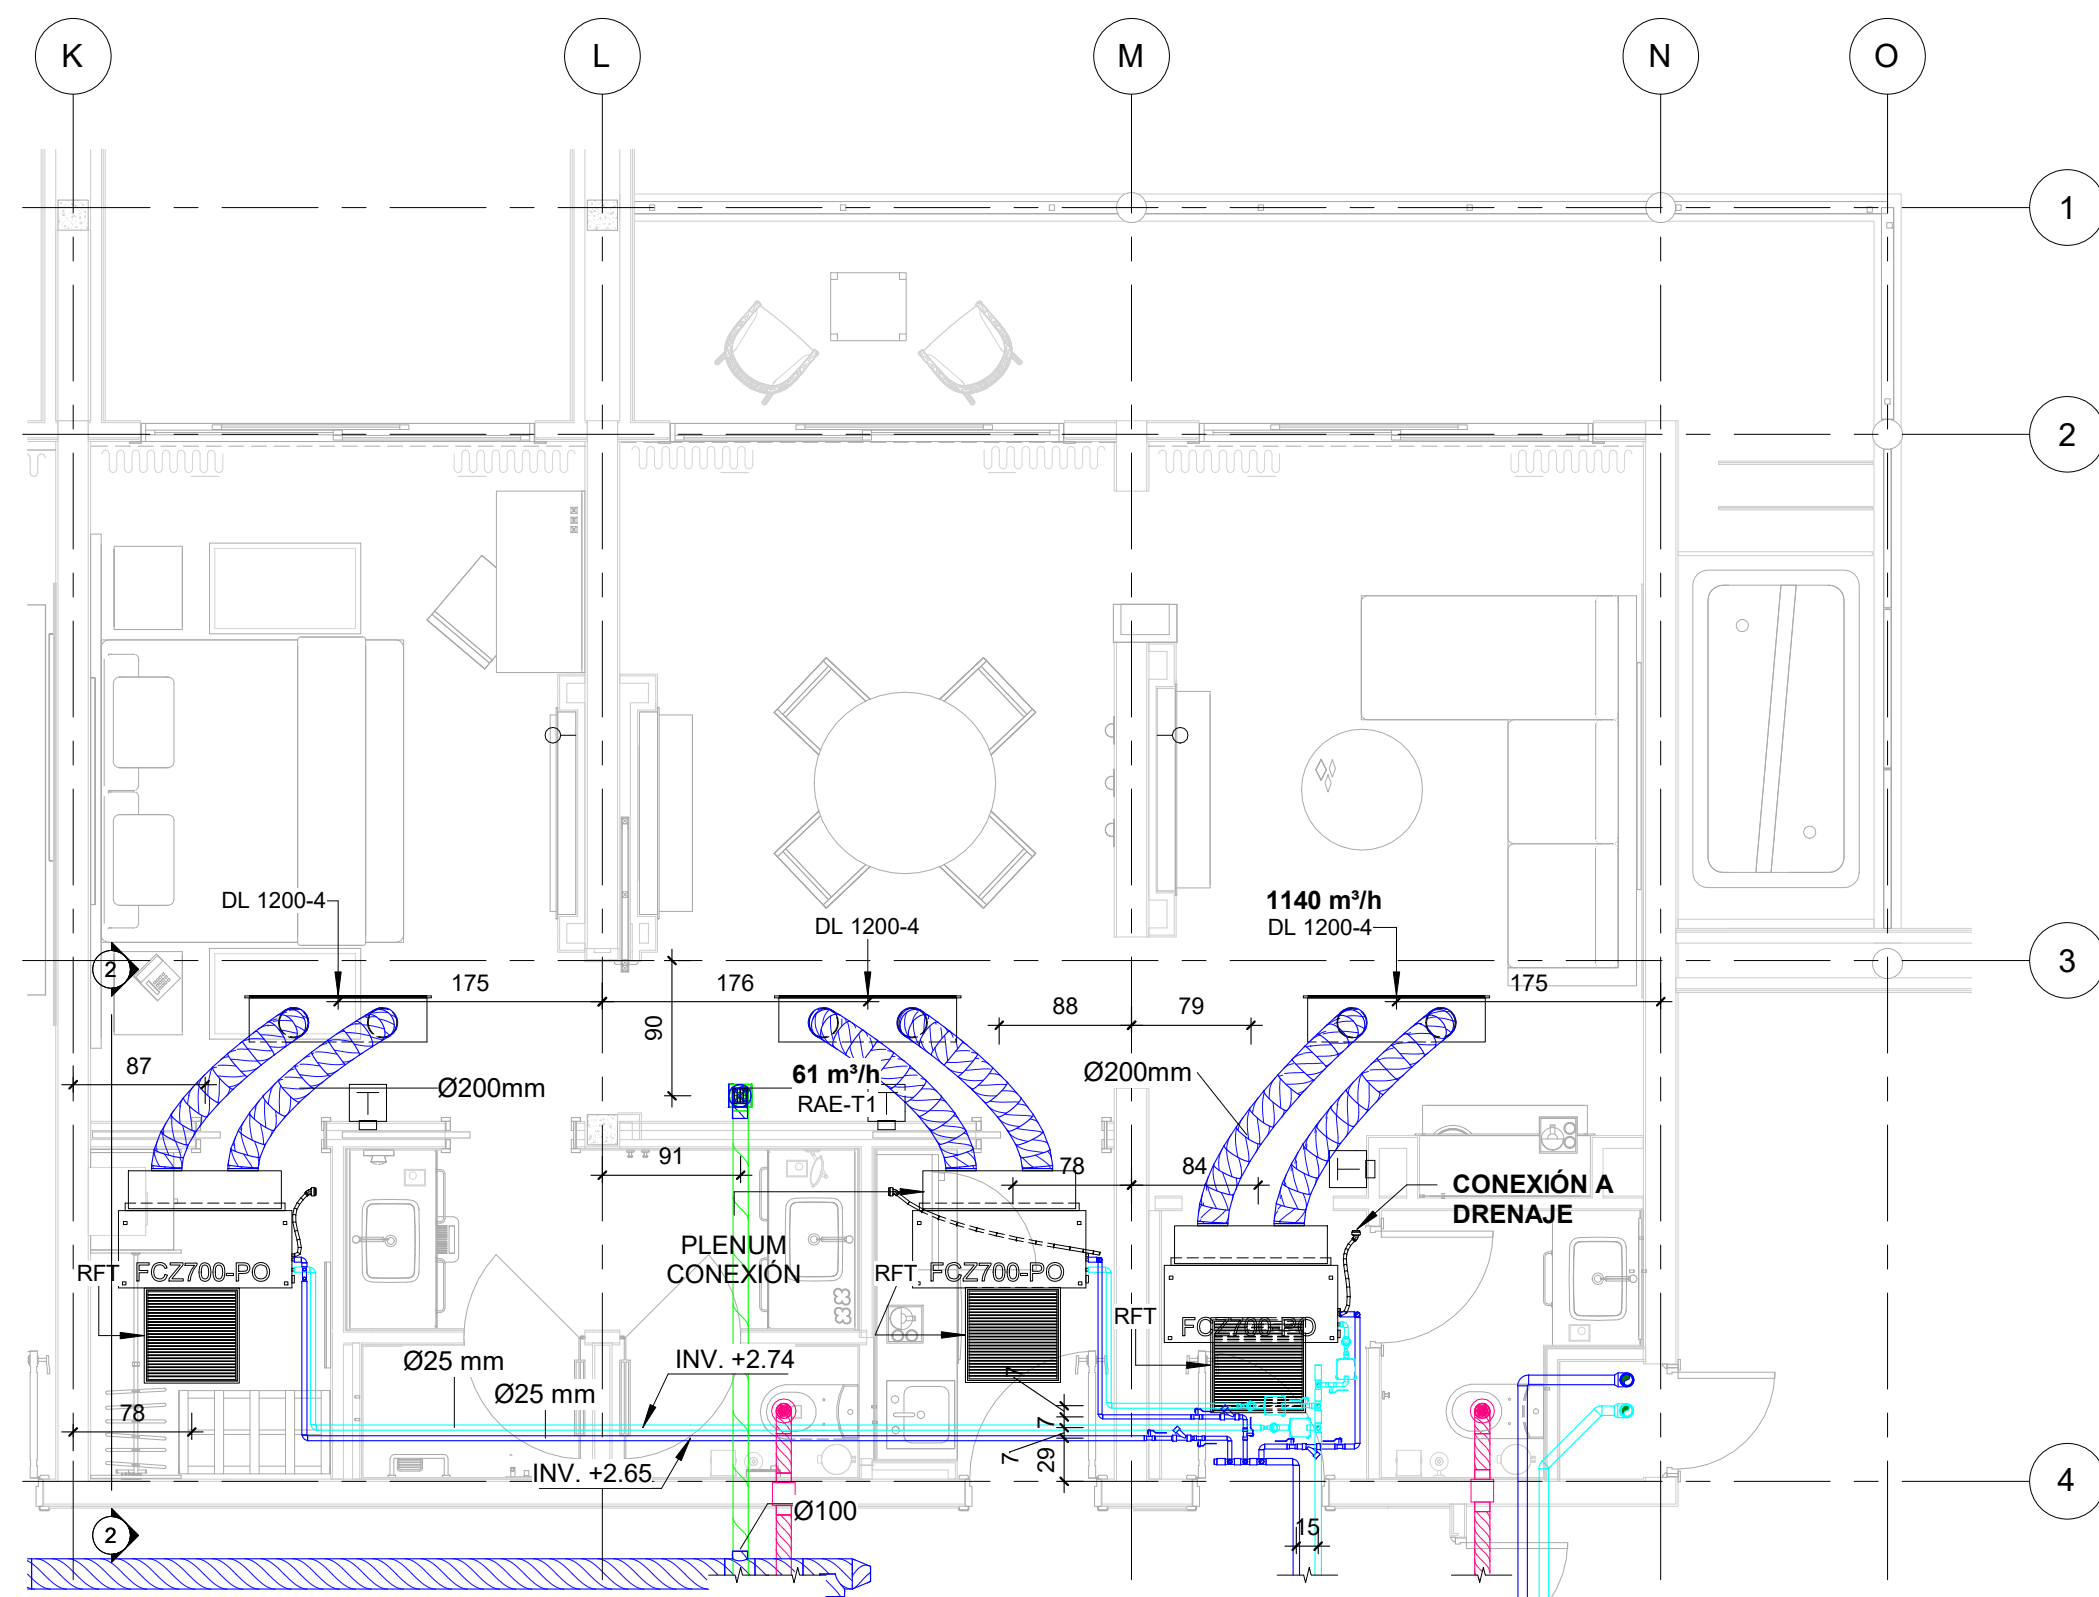 K
L
M
N
O
1
2
DL 1200-4
DL 1200-4
1140 m³/h
DL 1200-4
2
3
175
176
175
88
79
90
87
Ø200mm
61 m³/h
RAE-T1
Ø200mm
91
78
84
CONEXIÓN A
DRENAJE
PLENUM
CONEXIÓN
RFT
FCZ700-PO
RFT
FCZ700-PO
RFT
FCZ700-PO
Ø25 mm
INV. +2.74
Ø25 mm
78
7
7
7
29
INV. +2.65
4
Ø100
2
15